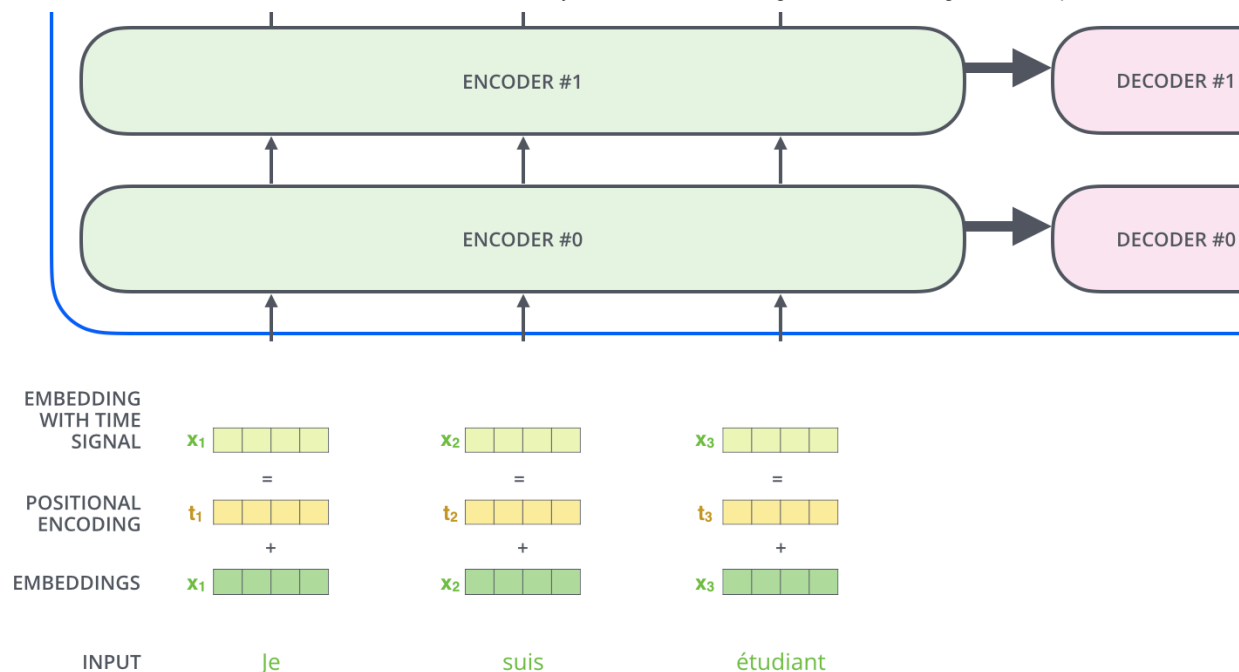 ENCODER #1
DECODER #1
ENCODER #0
DECODER #0
EMBEDDING
WITH TIME
SIGNAL
x₁
x₂
x₃
=
=
=
POSITIONAL
ENCODING
t₁
t₂
t₃
+
+
+
EMBEDDINGS
x₁
x₂
x₃
INPUT
Je
suis
étudiant